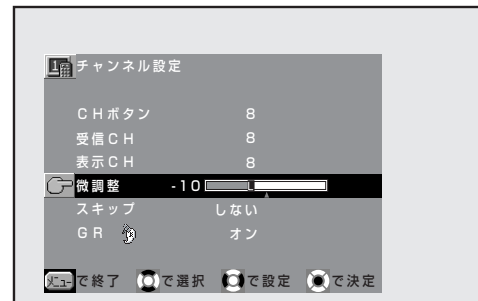 チャンネル設定
CHボタン 8
受信CH 8
表示CH 8
微調整 -10
スキップ しない
GR オン
メニューで終了 で選択 で設定 で決定